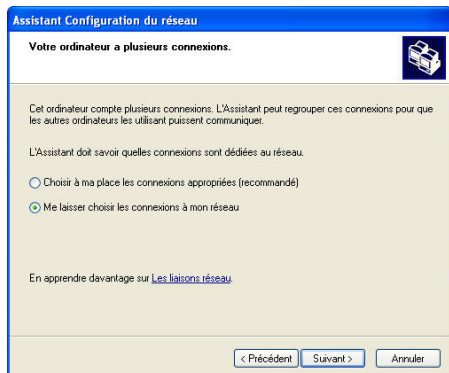 Assistant Configuration du réseau
Votre ordinateur a plusieurs connexions.
Cet ordinateur compte plusieurs connexions. L'Assistant peut regrouper ces connexions pour que
les autres ordinateurs les utilisant puissent communiquer.
L'Assistant doit savoir quelles connexions sont dédiées au réseau.
Choisir à ma place les connexions appropriées (recommandé)
Me laisser choisir les connexions à mon réseau
En apprendre davantage sur Les liaisons réseau.
< Précédent Suivant > Annuler